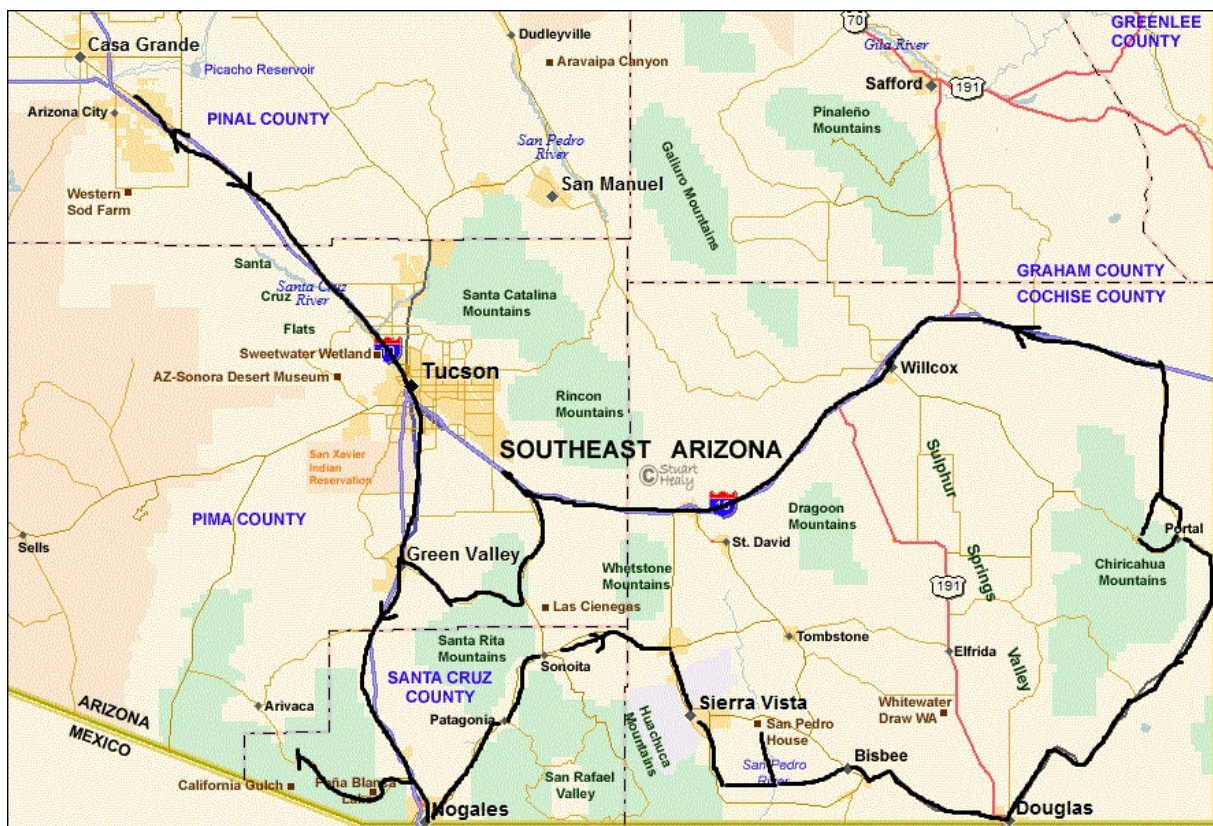 70
191
GREENLEE
COUNTY
Dudleyville
Gila River
Casa Grande
Aravaipa Canyon
Picacho Reservoir
Safford
191
Arizona City
PINAL COUNTY
Pinaleño
Mountains
San Pedro
River
Galiuro Mountains
San Manuel
Western
Sod Farm
Santa
Cruz
Flats
Santa Cruz
River
GRAHAM COUNTY
COCHISE COUNTY
Santa Catalina
Mountains
Sweetwater Wetland
AZ-Sonora Desert Museum
Tucson
Willcox
Rincon
Mountains
SOUTHEAST ARIZONA
San Xavier
Indian
Reservation
© Stuart
Healy
10
Sulphur
Springs
Valley
PIMA COUNTY
Dragoon
Mountains
Sells
St. David
Portal
Green Valley
Whetstone
Mountains
Chiricahua
Mountains
191
Las Cienegas
Santa Rita
Mountains
Sonoita
Tombstone
Elfrida
SANTA CRUZ
COUNTY
Arivaca
Patagonia
Sierra Vista
Whitewater
Draw WA
San Pedro
House
Huachuca
Mountains
ARIZONA
MEXICO
California Gulch
Peña Blanca
Lake
San Rafael
Valley
San Pedro
River
Bisbee
Nogales
Douglas